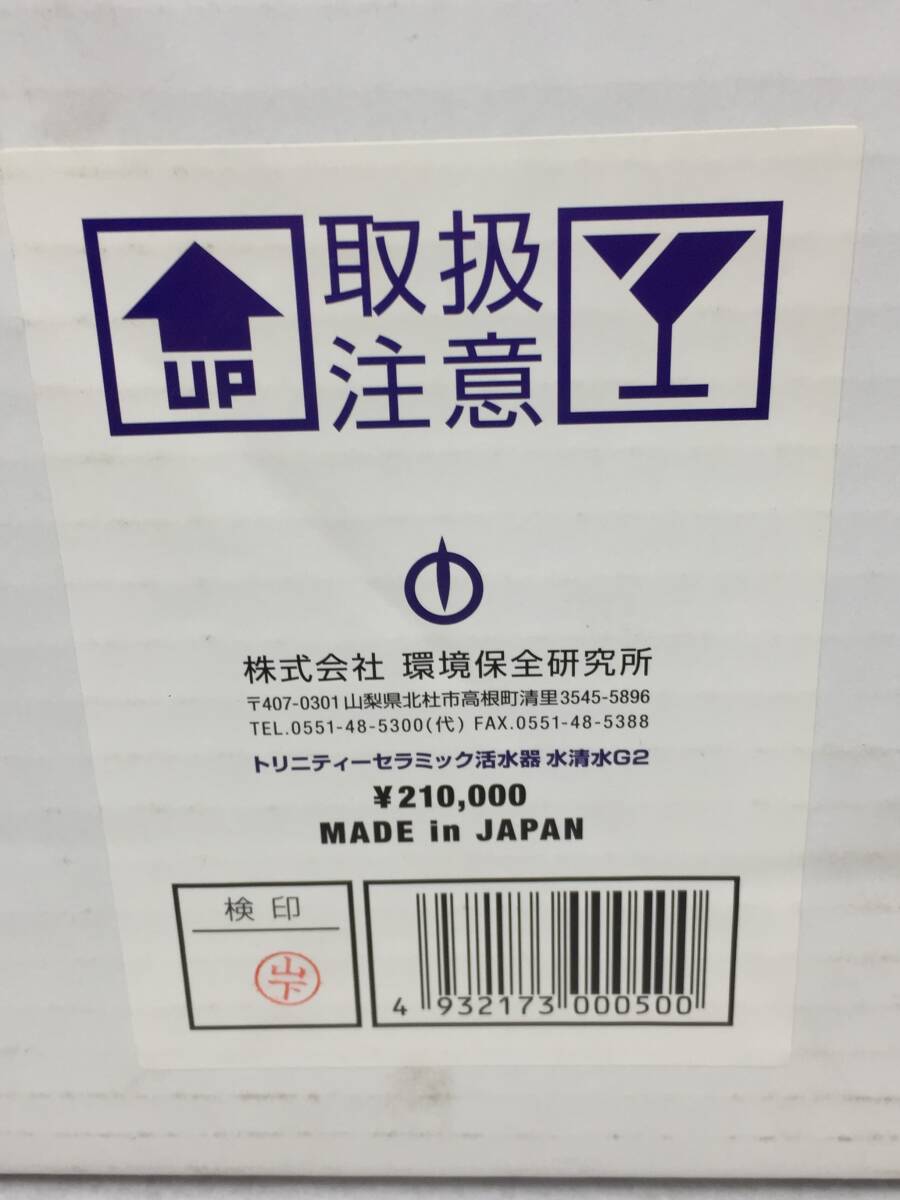 UP
取扱
注意
株式会社 環境保全研究所
〒407-0301 山梨県北杜市高根町清里3545-5896
TEL.0551-48-5300(代) FAX.0551-48-5388
トリニティーセラミック活水器 水清水G2
¥210,000
MADE in JAPAN
検印
山下
4 932173 000500